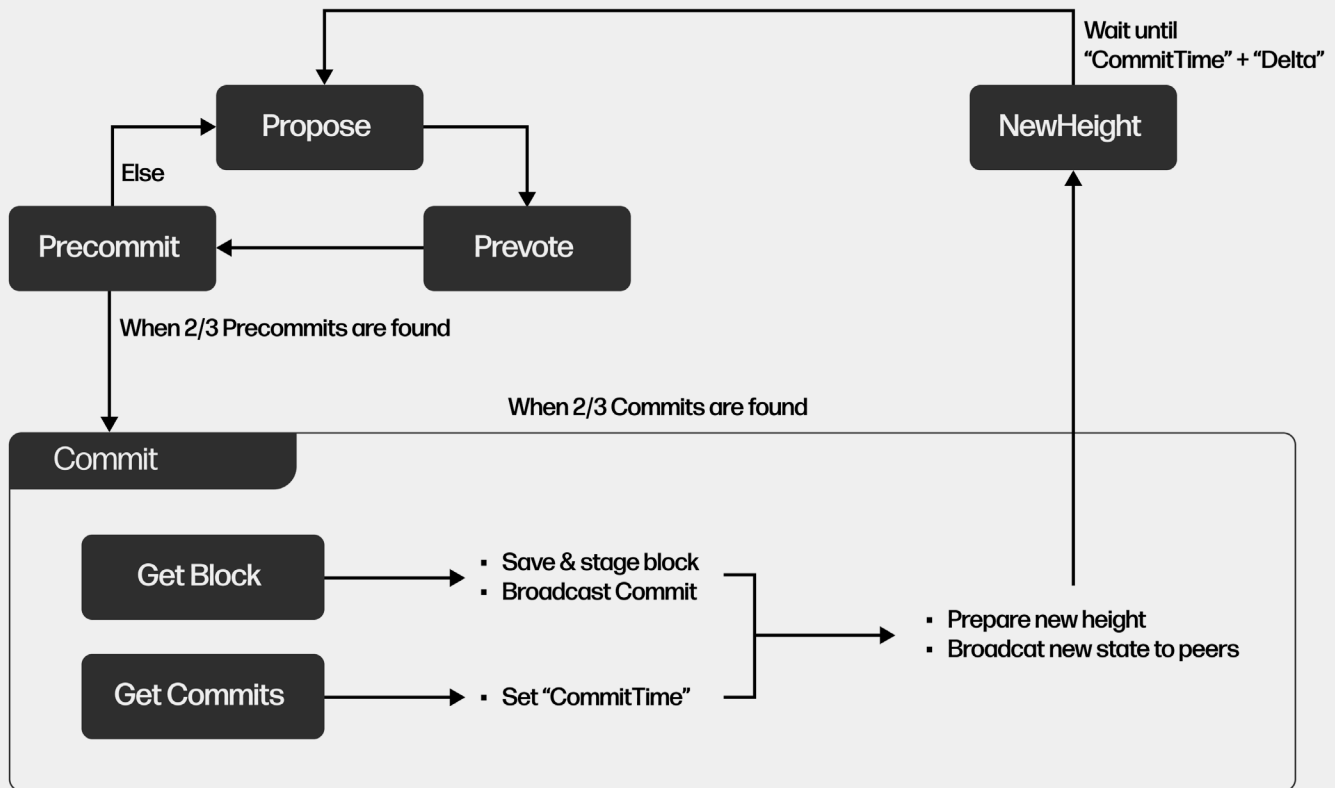 Wait until
“CommitTime” + “Delta”
Propose
NewHeight
Else
Precommit
Prevote
When 2/3 Precommits are found
When 2/3 Commits are found
Commit
Get Block
▪ Save & stage block
▪ Broadcast Commit
▪ Prepare new height
▪ Broadcat new state to peers
Get Commits
▪ Set “CommitTime”